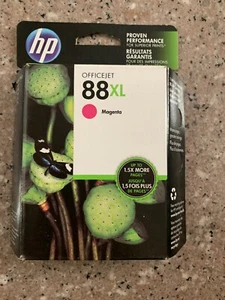 hp
PROVEN
PERFORMANCE
FOR SUPERIOR PRINTS
RÉSULTATS
GARANTIS
OFFICEJET
88XL
Magenta
UP TO
1.5X MORE
PAGES
JUSQU'À
1,5 FOIS PLUS
DE PAGES